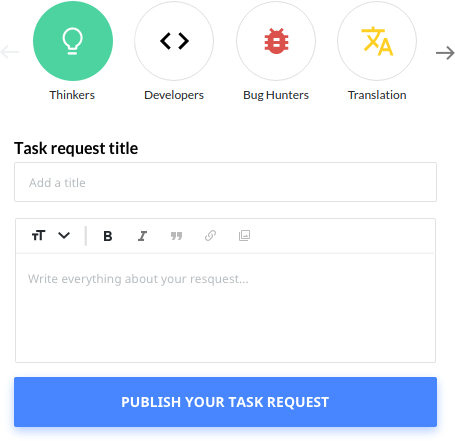 Thinkers Developers Bug Hunters Translation
Task request title
Add a title
TT B I
Write everything about your resquest...
PUBLISH YOUR TASK REQUEST